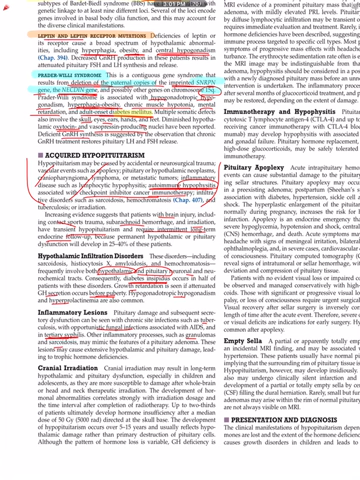 subtypes of Bardet-Biedl syndrome (BBS)
genetic linkage to at least ten different loci. Several of the loci encode
genes involved in basal body cilia function, and this may account for
the diverse clinical manifestations.
LEPTIN AND LEPTIN RECEPTOR MUTATIONS Deficiencies of leptin or
its receptor cause a broad spectrum of hypothalamic abnormal-
ities, including hyperphagia, obesity, and central hypogonadism
(Chap. 394). Decreased GnRH production in these patients results in
attenuated pituitary FSH and LH synthesis and release.
PRADER-WILLI SYNDROME This is a contiguous gene syndrome that
results from deletion of the paternal copies of the imprinted SNRPN
gene, the NECDIN gene, and possibly other genes on chromosome 15q.
Prader-Willi syndrome is associated with hypogonadotropic hypo-
gonadism, hyperphagia-obesity, chronic muscle hypotonia, mental
retardation, and adult-onset diabetes mellitus. Multiple somatic defects
also involve the skull, eyes, ears, hands, and feet. Diminished hypotha-
lamic oxytocin- and vasopressin-producing nuclei have been reported.
Deficient GnRH synthesis is suggested by the observation that chronic
GnRH treatment restores pituitary LH and FSH release.
■ ACQUIRED HYPOPITUITARISM
Hypopituitarism may be caused by accidental or neurosurgical trauma;
vascular events such as apoplexy; pituitary or hypothalamic neoplasms,
craniopharyngioma, lymphoma, or metastatic tumors; inflammatory
disease such as lymphocytic hypophysitis; autoimmune hypophysitis
associated with checkpoint inhibitor cancer immunotherapy; infiltra-
tive disorders such as sarcoidosis, hemochromatosis (Chap. 407), and
tuberculosis; or irradiation.
Increasing evidence suggests that patients with brain injury, includ-
ing contact sports trauma, subarachnoid hemorrhage, and irradiation,
have transient hypopituitarism and require intermittent long-term
endocrine follow-up, because permanent hypothalamic or pituitary
dysfunction will develop in 25–40% of these patients.
Hypothalamic Infiltration Disorders These disorders—including
sarcoidosis, histiocytosis X, amyloidosis, and hemochromatosis—
frequently involve both hypothalamic and pituitary neuronal and neu-
rochemical tracts. Consequently, diabetes insipidus occurs in half of
patients with these disorders. Growth retardation is seen if attenuated
GH secretion occurs before puberty. Hypogonadotropic hypogonadism
and hyperprolactinemia are also common.
Inflammatory Lesions Pituitary damage and subsequent secre-
tory dysfunction can be seen with chronic site infections such as tuber-
culosis, with opportunistic fungal infections associated with AIDS, and
in tertiary syphilis. Other inflammatory processes, such as granulomas
and sarcoidosis, may mimic the features of a pituitary adenoma. These
lesions may cause extensive hypothalamic and pituitary damage, lead-
ing to trophic hormone deficiencies.
Cranial Irradiation Cranial irradiation may result in long-term
hypothalamic and pituitary dysfunction, especially in children and
adolescents, as they are more susceptible to damage after whole-brain
or head and neck therapeutic irradiation. The development of hor-
monal abnormalities correlates strongly with irradiation dosage and
the time interval after completion of radiotherapy. Up to two-thirds
of patients ultimately develop hormone insufficiency after a median
dose of 50 Gy (5000 rad) directed at the skull base. The development
of hypopituitarism occurs over 5–15 years and usually reflects hypo-
thalamic damage rather than primary destruction of pituitary cells.
Although the pattern of hormone loss is variable, GH deficiency is
MRI evidence of a prominent pituitary mass
adenoma, with mildly elevated PRL levels.
by diffuse lymphocytic infiltration may be transient
requires immediate evaluation and treatment. Rarely,
hormone deficiencies have been described, suggesting
immune process targeted to specific cell types. Most
symptoms of progressive mass effects with headache
turbance. The erythrocyte sedimentation rate often is
the MRI image may be indistinguishable from that
adenoma, hypophysitis should be considered in a
with a newly diagnosed pituitary mass before an
intervention is undertaken. The inflammatory process
after several months of glucocorticoid treatment, and
may be restored, depending on the extent of damage.
Immunotherapy and Hypophysitis
cytotoxic T lymphocyte antigen-4 (CTLA-4) and
receiving cancer immunotherapy with CTLA-4
mumab) may develop hypophysitis with associated
gonadal failure. Pituitary hormone replacement,
high-dose glucocorticoids, may be safely tolerated
immunotherapy.
Pituitary Apoplexy Acute intrapituitary hemor-
events can cause substantial damage to the pituitary
ing sellar structures. Pituitary apoplexy may occur
in a preexisting adenoma; postpartum (Sheehan's
association with diabetes, hypertension, sickle cell
shock. The hyperplastic enlargement of the pituitary
normally during pregnancy, increases the risk for
infarction. Apoplexy is an endocrine emergency that
severe hypoglycemia, hypotension and shock, central
(CNS) hemorrhage, and death. Acute symptoms may
headache with signs of meningeal irritation, bilateral
ophthalmoplegia, and, in severe cases, cardiovascular
of consciousness. Pituitary computed tomography
reveal signs of intratumoral or sellar hemorrhage, with
deviation and compression of pituitary tissue.
Patients with no evident vision loss or impaired
be observed and managed conservatively with high-
coids. Those with significant or progressive visual
palsy, or loss of consciousness require urgent surgical
Visual recovery after sellar surgery is inversely
length of time after the acute event. Therefore, severe
or visual deficits are indications for early surgery.
common after apoplexy.
Empty Sella A partial or apparently totally empty
an incidental MRI finding, and may be associated
hypertension. These patients usually have normal
implying that the surrounding rim of pituitary tissue
Hypopituitarism, however, may develop insidiously.
also may undergo clinically silent infarction and
development of a partial or totally empty sella by
(CSF) filling the dural herniation. Rarely, small but
adenomas may arise within the rim of normal pituitary
are not always visible on MRI.
■ PRESENTATION AND DIAGNOSIS
The clinical manifestations of hypopituitarism depend
mones are lost and the extent of the hormone
causes growth disorders in children and leads to